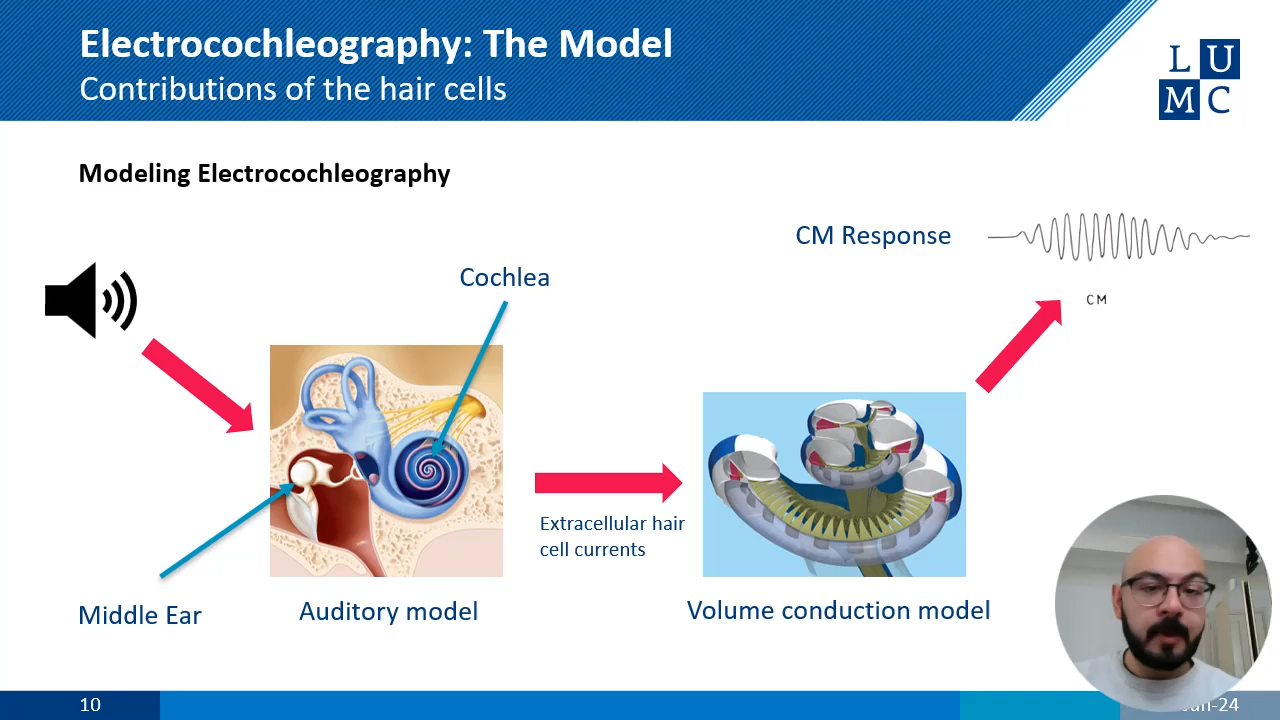 Electrocochleography: The Model
Contributions of the hair cells
L U
M C
Modeling Electrocochleography
CM Response
CM
Cochlea
Extracellular hair
cell currents
Middle Ear
Auditory model
Volume conduction model
10
-24